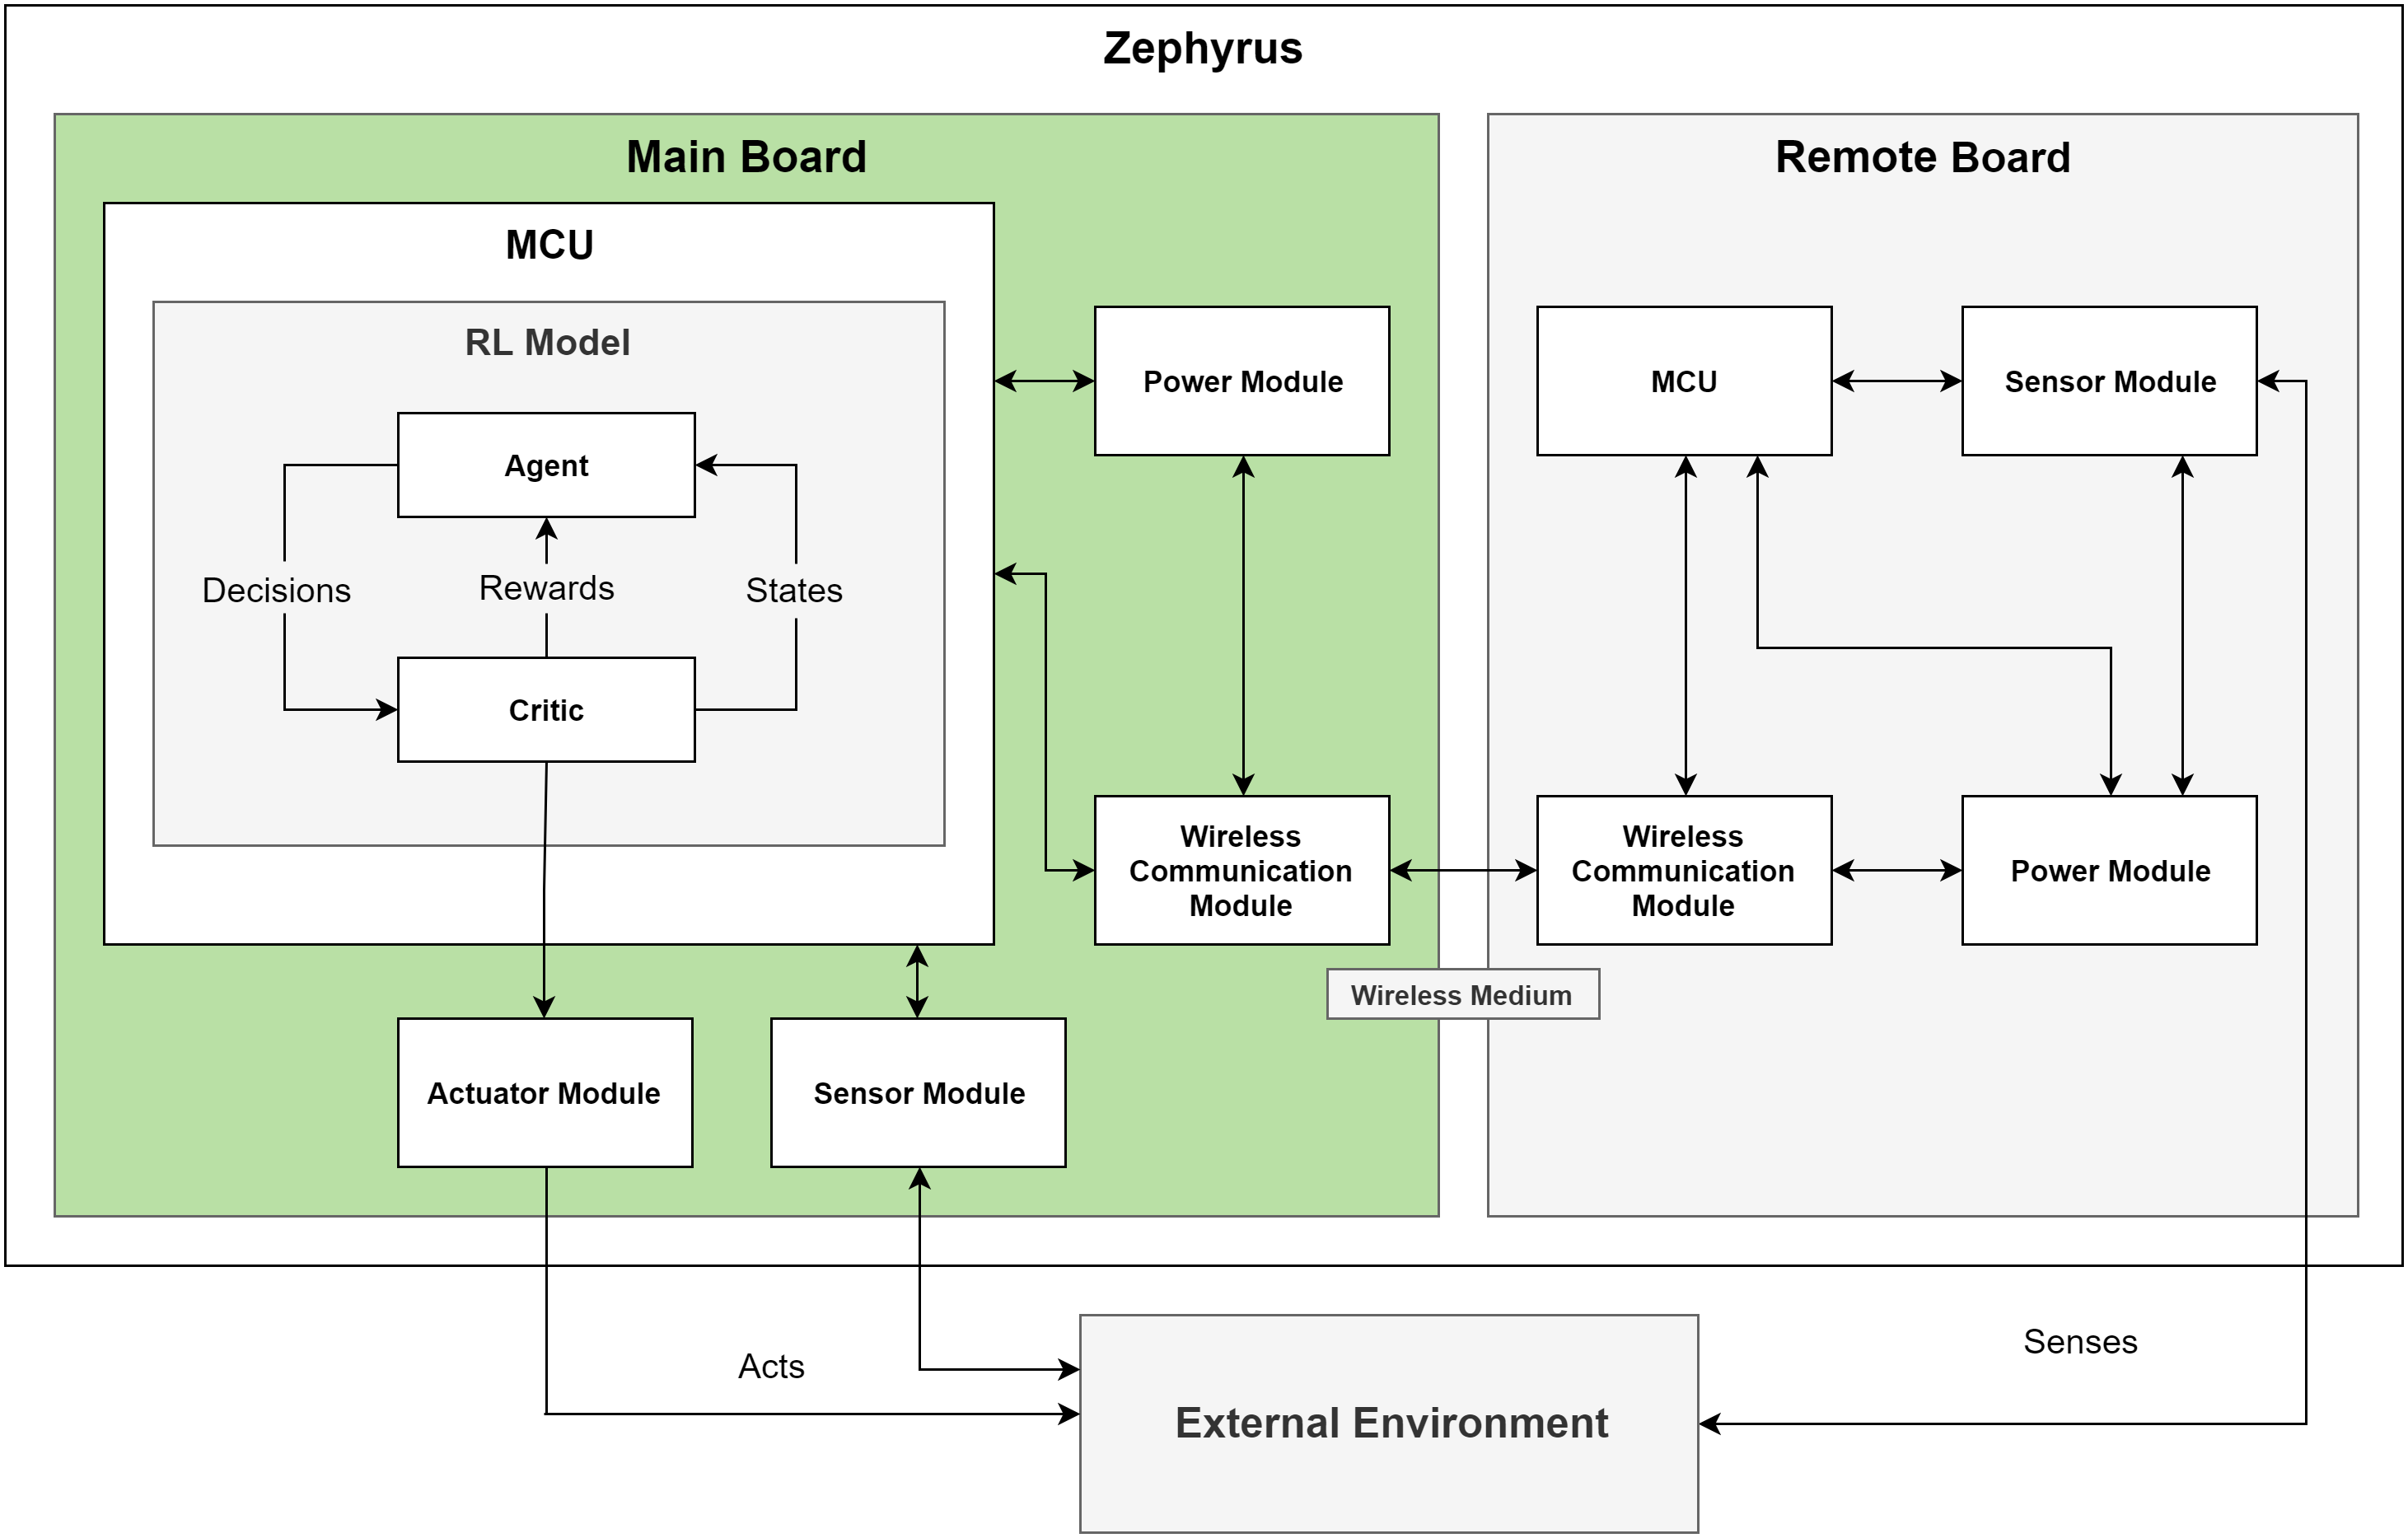 Zephyrus
Main Board
MCU
RL Model
Agent
Decisions
Rewards
States
Critic
Power Module
Wireless
Communication
Module
Actuator Module
Sensor Module
Remote Board
MCU
Sensor Module
Wireless
Communication
Module
Power Module
Wireless Medium
Acts
Senses
External Environment